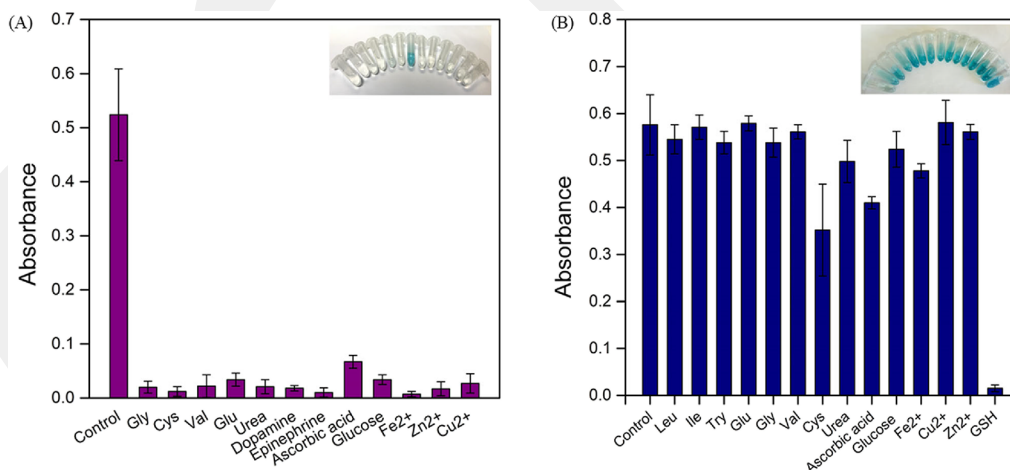 (A)
0.7
0.6
0.5
0.4
0.3
0.2
0.1
0.0
Absorbance
Control
Gly
Cys
Val
Glu
Urea
Dopamine
Epinephrine
Ascorbic acid
Glucose
Fe2+
Zn2+
Cu2+
(B)
0.8
0.7
0.6
0.5
0.4
0.3
0.2
0.1
0.0
Absorbance
Control
Leu
Ile
Try
Glu
Gly
Val
Cys
Urea
Ascorbic acid
Glucose
Fe2+
Cu2+
Zn2+
GSH